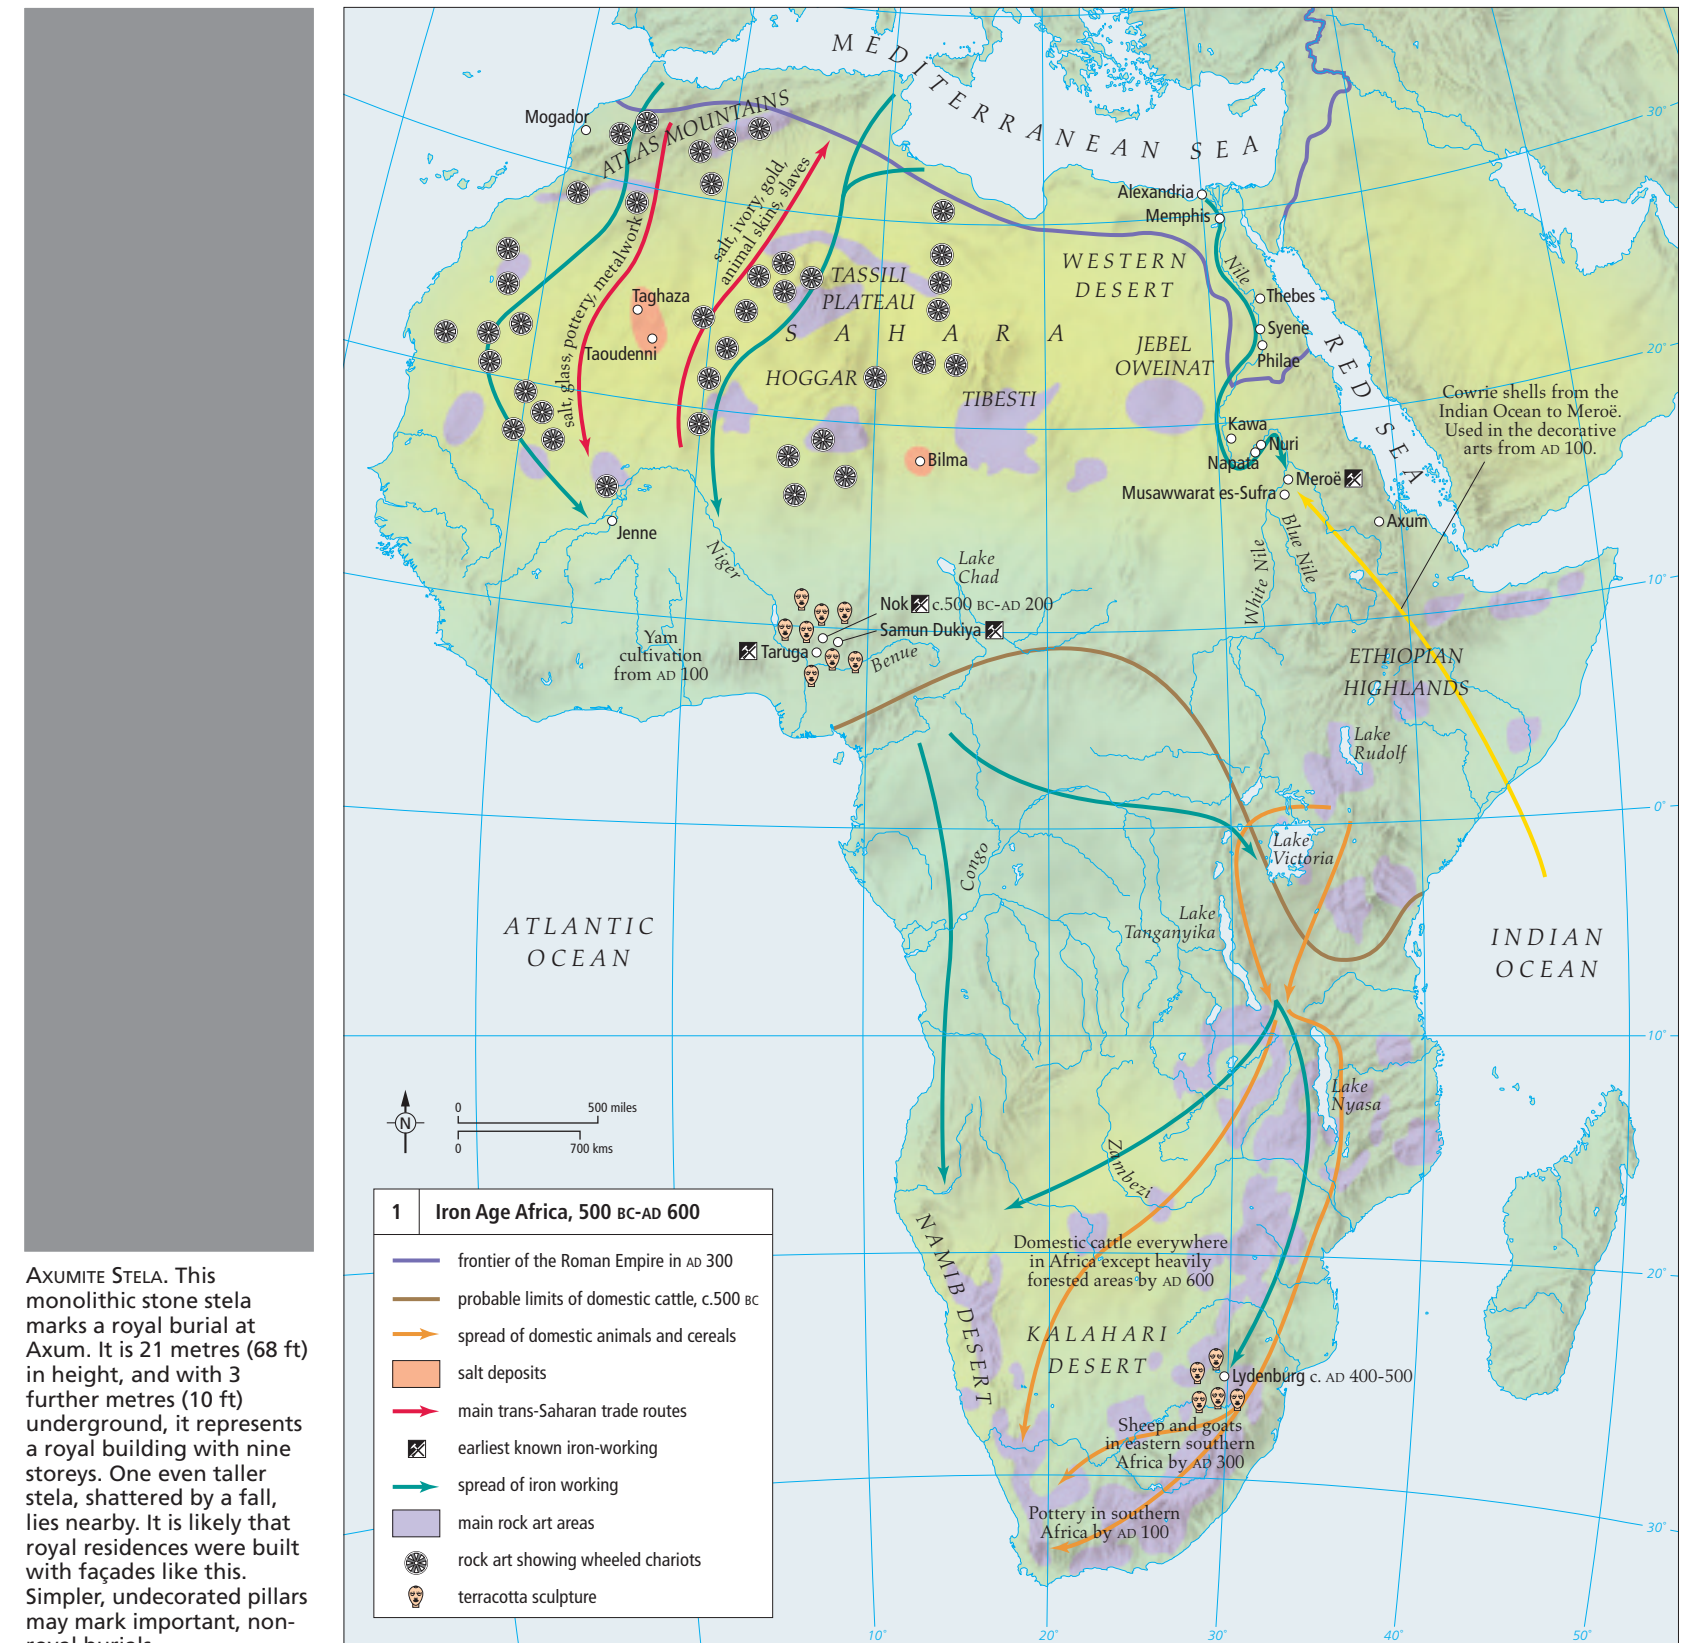 AXUMITE STELA. This
monolithic stone stela
marks a royal burial at
Axum. It is 21 metres (68 ft)
in height, and with 3
further metres (10 ft)
underground, it represents
a royal building with nine
storeys. One even taller
stela, shattered by a fall,
lies nearby. It is likely that
royal residences were built
with façades like this.
Simpler, undecorated pillars
may mark important, non-
royal burials
MEDITERRANEAN SEA
30°
Mogador
ATLAS MOUNTAINS
salt, ivory, gold,
animal skins, slaves
salt, glass, pottery, metalwork
Alexandria
Memphis
Nile
WESTERN
DESERT
TASSILI
PLATEAU
Thebes
Taghaza
Syene
SAHARA
Taoudenni
JEBEL
OWEINAT
Philae
RED SEA
20°
HOGGAR
TIBESTI
Cowrie shells from the
Indian Ocean to Meroë.
Used in the decorative
arts from AD 100.
Kawa
Nuri
Napata
Bilma
Meroë
Musawwarat es-Sufra
Axum
Jenne
Niger
Lake
Chad
White Nile
Blue Nile
10°
Nok c.500 BC-AD 200
Samun Dukiya
Yam
cultivation
from AD 100
Taruga
Benue
ETHIOPIAN
HIGHLANDS
Lake
Rudolf
0°
Congo
Lake
Victoria
ATLANTIC
OCEAN
Lake
Tanganyika
INDIAN
OCEAN
10°
Lake
Nyasa
N
0 500 miles
0 700 kms
Zambezi
NAMIB DESERT
Domestic cattle everywhere
in Africa except heavily
forested areas by AD 600
20°
KALAHARI
DESERT
Lydenburg c. AD 400-500
Sheep and goats
in eastern southern
Africa by AD 300
Pottery in southern
Africa by AD 100
30°
1 Iron Age Africa, 500 BC-AD 600
frontier of the Roman Empire in AD 300
probable limits of domestic cattle, c.500 BC
spread of domestic animals and cereals
salt deposits
main trans-Saharan trade routes
earliest known iron-working
spread of iron working
main rock art areas
rock art showing wheeled chariots
terracotta sculpture
10° 20° 30° 40° 50°